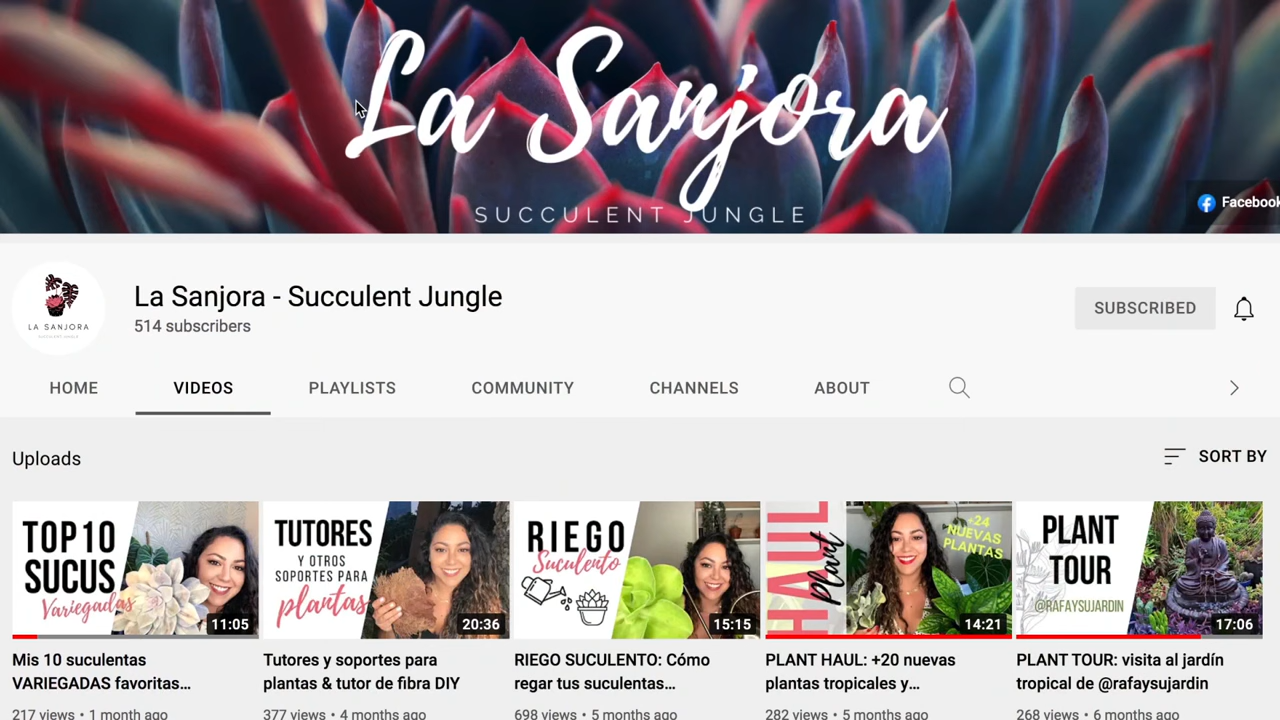 La Sanjora
SUCCULENT JUNGLE
Facebook
LA SANJORA
La Sanjora - Succulent Jungle
514 subscribers
SUBSCRIBED
HOME
VIDEOS
PLAYLISTS
COMMUNITY
CHANNELS
ABOUT
Uploads
SORT BY
TOP 10
SUCUS
Variegadas
11:05
TUTORES
Y OTROS
SOPORTES PARA
plantas
20:36
RIEGO
Suculento
15:15
HAUL
plant
+24
NUEVAS
PLANTAS
14:21
PLANT
TOUR
@RAFAYSUJARDIN
17:06
Mis 10 suculentas
VARIEGADAS favoritas...
217 views • 1 month ago
Tutores y soportes para
plantas & tutor de fibra DIY
377 views • 4 months ago
RIEGO SUCULENTO: Cómo
regar tus suculentas...
698 views • 5 months ago
PLANT HAUL: +20 nuevas
plantas tropicales y...
282 views • 5 months ago
PLANT TOUR: visita al jardín
tropical de @rafaysujardin
268 views • 6 months ago